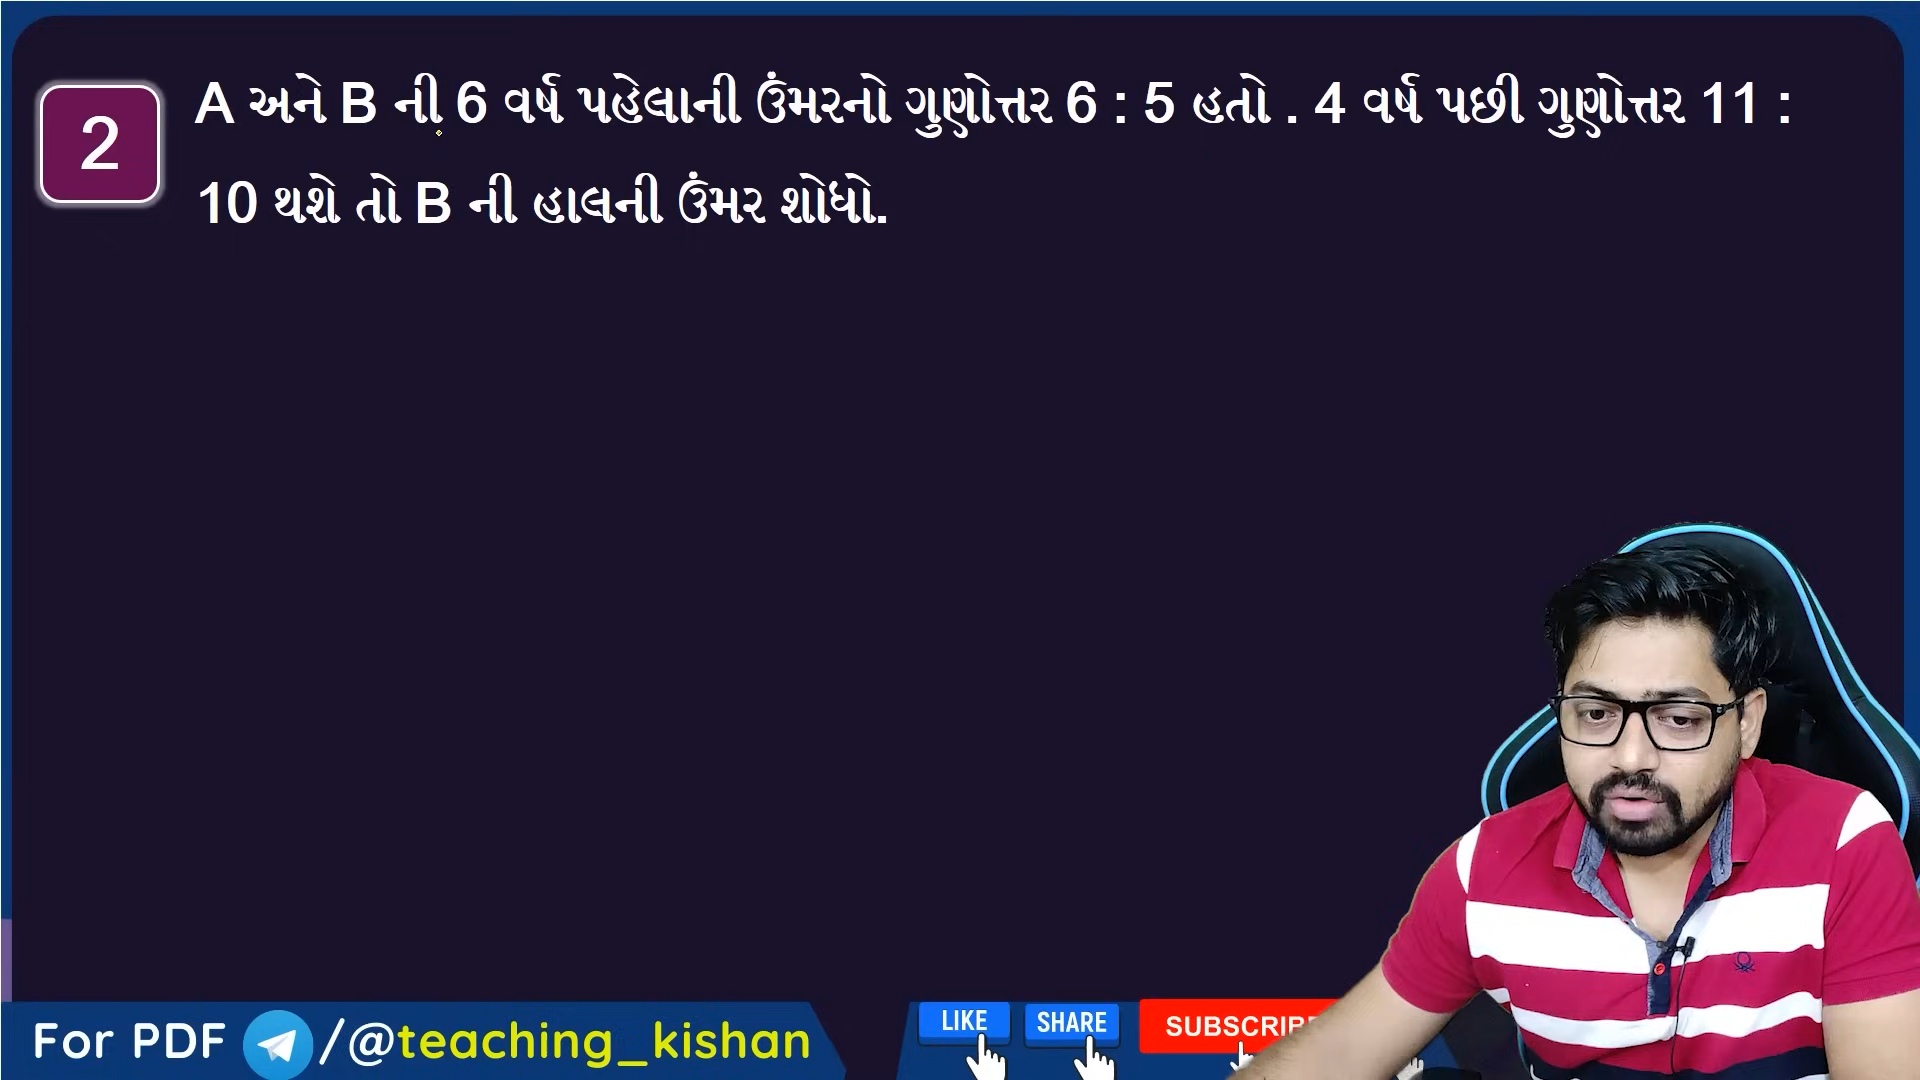 2
A અને B ની 6 વર્ષ પહેલાની ઉંમરનો ગુણોત્તર 6 : 5 હતો . 4 વર્ષ પછી ગુણોત્તર 11 :
10 થશે તો B ની હાલની ઉંમર શોધો.
For PDF /@teaching_kishan
LIKE
SHARE